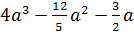 4a³ − 12/5 a² − 3/2 a